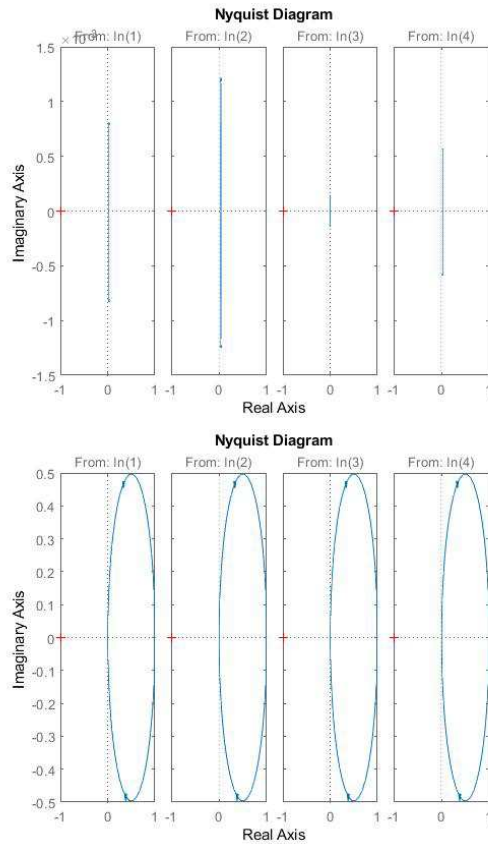 Nyquist Diagram
× 10⁻³ From: In(1) From: In(2) From: In(3) From: In(4)
1.5
1
0.5
0
-0.5
-1
-1.5
Imaginary Axis
-1 0 1 -1 0 1 -1 0 1 -1 0 1
Real Axis
Nyquist Diagram
From: In(1) From: In(2) From: In(3) From: In(4)
0.5
0.4
0.3
0.2
0.1
0
-0.1
-0.2
-0.3
-0.4
-0.5
Imaginary Axis
-1 0 1 -1 0 1 -1 0 1 -1 0 1
Real Axis